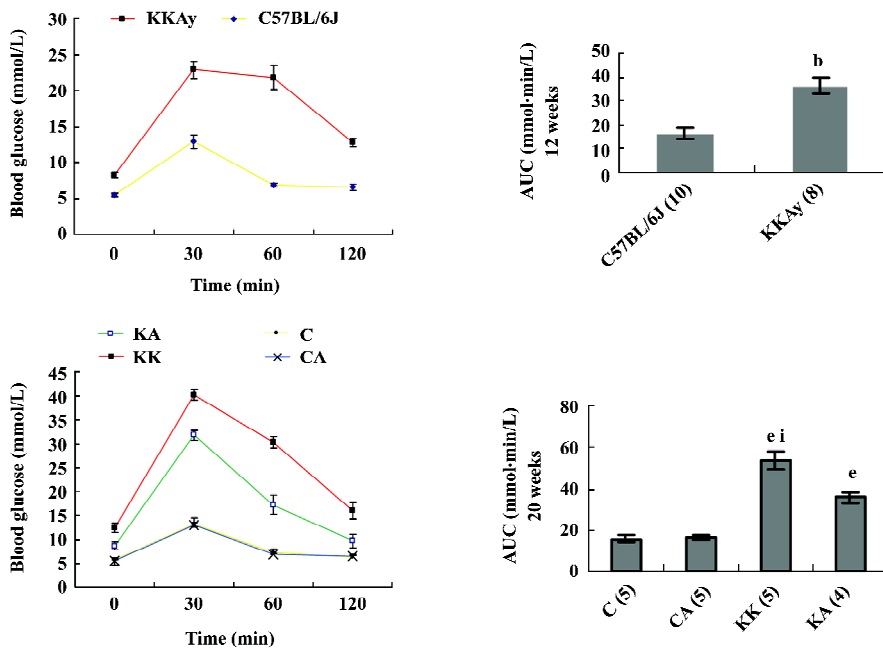 KKAy C57BL/6J
Blood glucose (mmol/L)
30
25
20
15
10
5
0
0 30 60 120
Time (min)
AUC (mmol·min/L)
12 weeks
50
40
30
20
10
0
b
C57BL/6J (10)
KKAy (8)
KA C
KK CA
Blood glucose (mmol/L)
45
40
35
30
25
20
15
10
5
0
0 30 60 120
Time (min)
AUC (mmol·min/L)
20 weeks
80
60
40
20
0
e i
e
C (5)
CA (5)
KK (5)
KA (4)